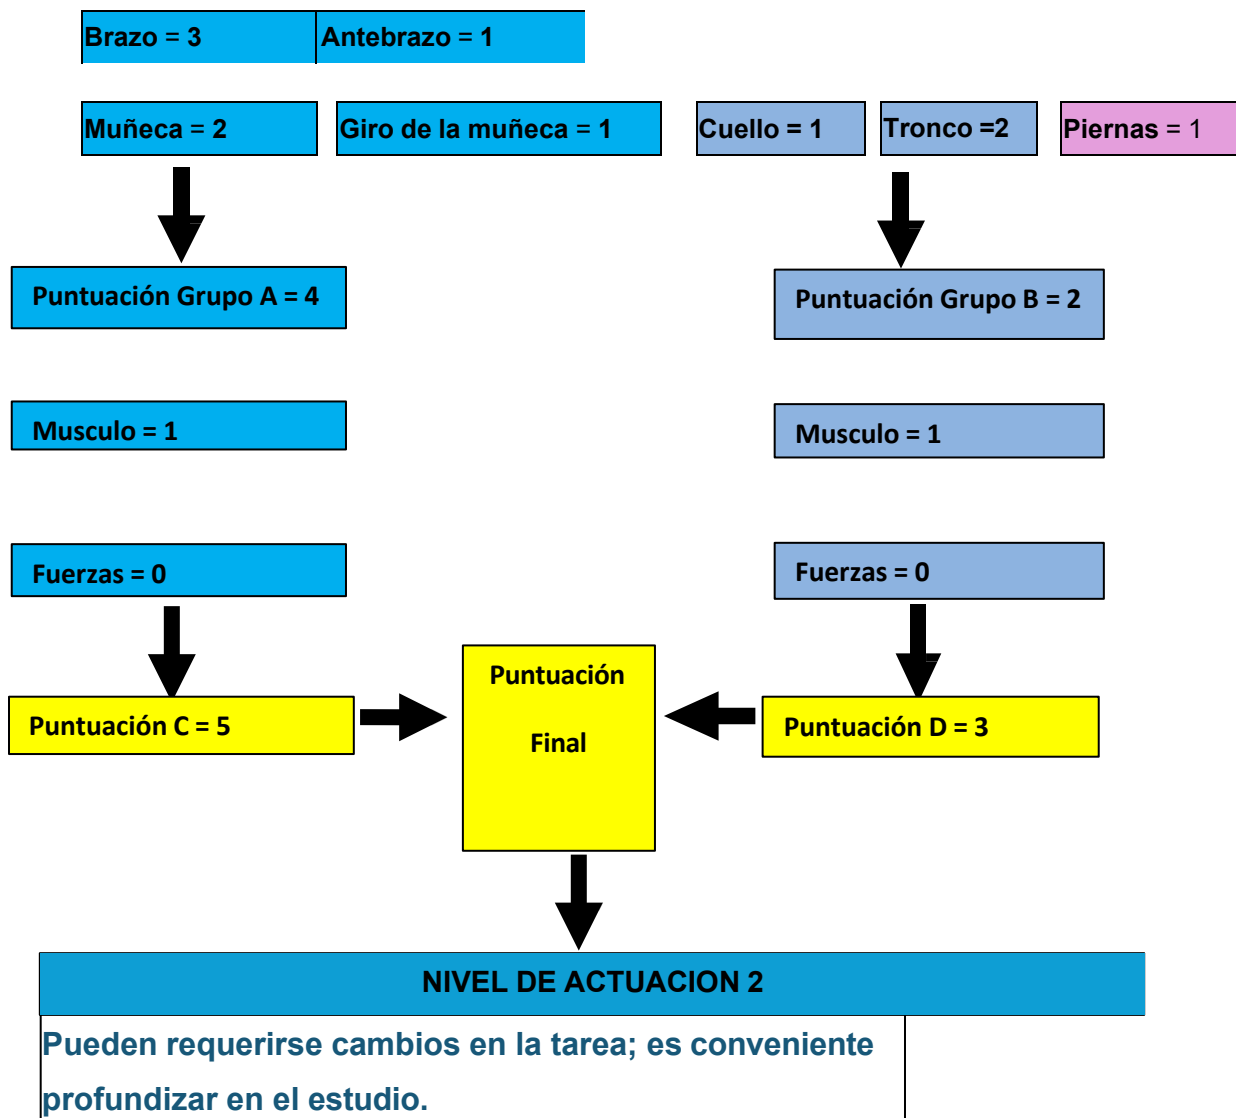 Brazo = 3
Antebrazo = 1
Muñeca = 2
Giro de la muñeca = 1
Cuello = 1
Tronco =2
Piernas = 1
Puntuación Grupo A = 4
Puntuación Grupo B = 2
Musculo = 1
Musculo = 1
Fuerzas = 0
Fuerzas = 0
Puntuación
Final
Puntuación C = 5
Puntuación D = 3
NIVEL DE ACTUACION 2
Pueden requerirse cambios en la tarea; es conveniente
profundizar en el estudio.